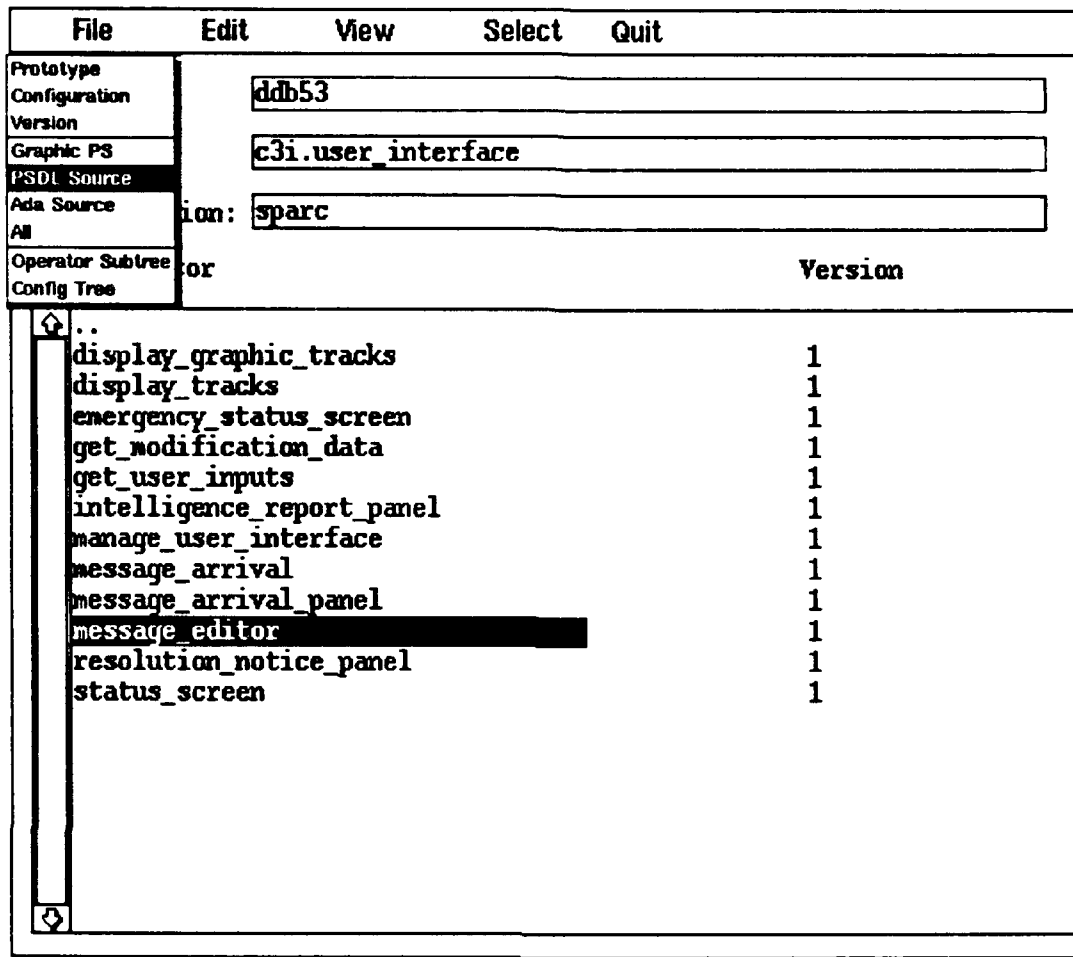 File Edit View Select Quit
Prototype
Configuration
Version
Graphic PS
PSDL Source
Ada Source
All
Operator Subtree
Config Tree
ddb53
c3i.user_interface
ion: sparc
or Version
..
display_graphic_tracks 1
display_tracks 1
emergency_status_screen 1
get_modification_data 1
get_user_inputs 1
intelligence_report_panel 1
manage_user_interface 1
message_arrival 1
message_arrival_panel 1
message_editor 1
resolution_notice_panel 1
status_screen 1